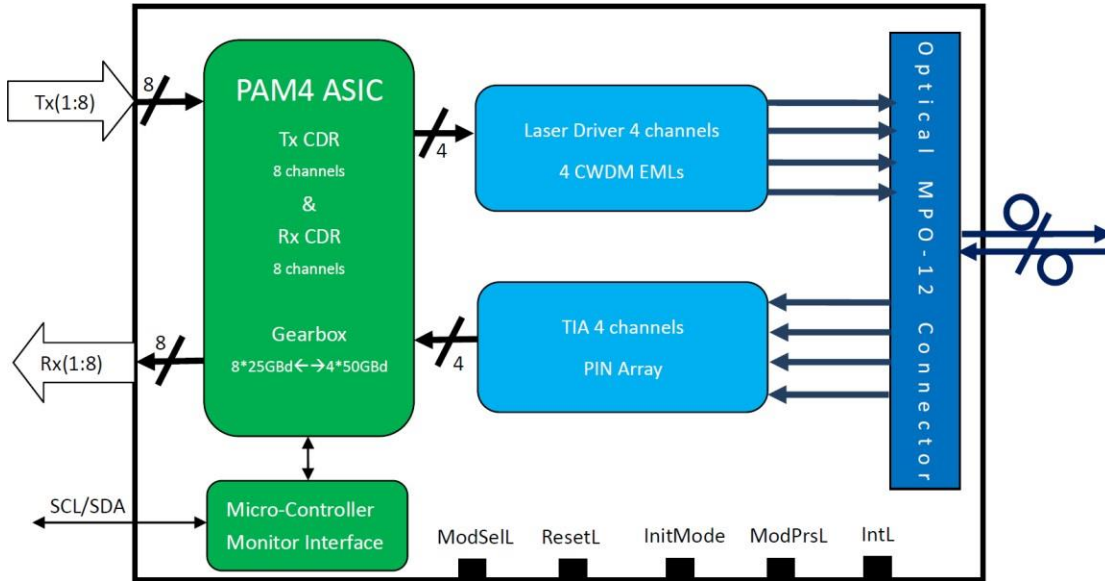 Tx(1:8)
8
PAM4 ASIC
Tx CDR
8 channels
&
Rx CDR
8 channels
Gearbox
8*25GBd←→4*50GBd
4
Laser Driver 4 channels
4 CWDM EMLs
Optical MPO-12 Connector
TIA 4 channels
PIN Array
4
8
Rx(1:8)
SCL/SDA
Micro-Controller
Monitor Interface
ModSelL
ResetL
InitMode
ModPrsL
IntL